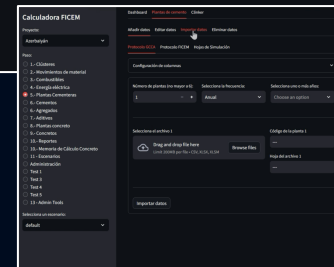 Calculadora FICEM
Proyecto:
Azerbaiyán
Paso:
1.- Clústeres
2.- Movimientos de material
3.- Combustibles
4.- Energía eléctrica
5.- Plantas Cementeras
6.- Cementos
6.- Agregados
7.- Aditivos
8.- Plantas concreto
9.- Concretos
10.- Reportes
10.- Memoria de Cálculo Concreto
11.- Escenarios
Administración
Test 1
Test 3
Test 4
Test 5
13 - Admin Tools
Selecciona un escenario:
default
Dashboard Plantas de cemento Clinker
Añadir datos Editar datos Importar datos Eliminar datos
Protocolo GCCA Protocolo FICEM Hojas de Simulación
Configuración de columnas
Número de plantas (no mayor a 6): Selecciona la frecuencia: Seleccione uno o más años:
1 - + Anual Choose an option
Seleccione el archivo 1 Código de la planta 1
Drag and drop file here
Limit 200MB per file • CSV, XLSX, XLSM
Browse files
---
Hoja del archivo 1
---
Importar datos